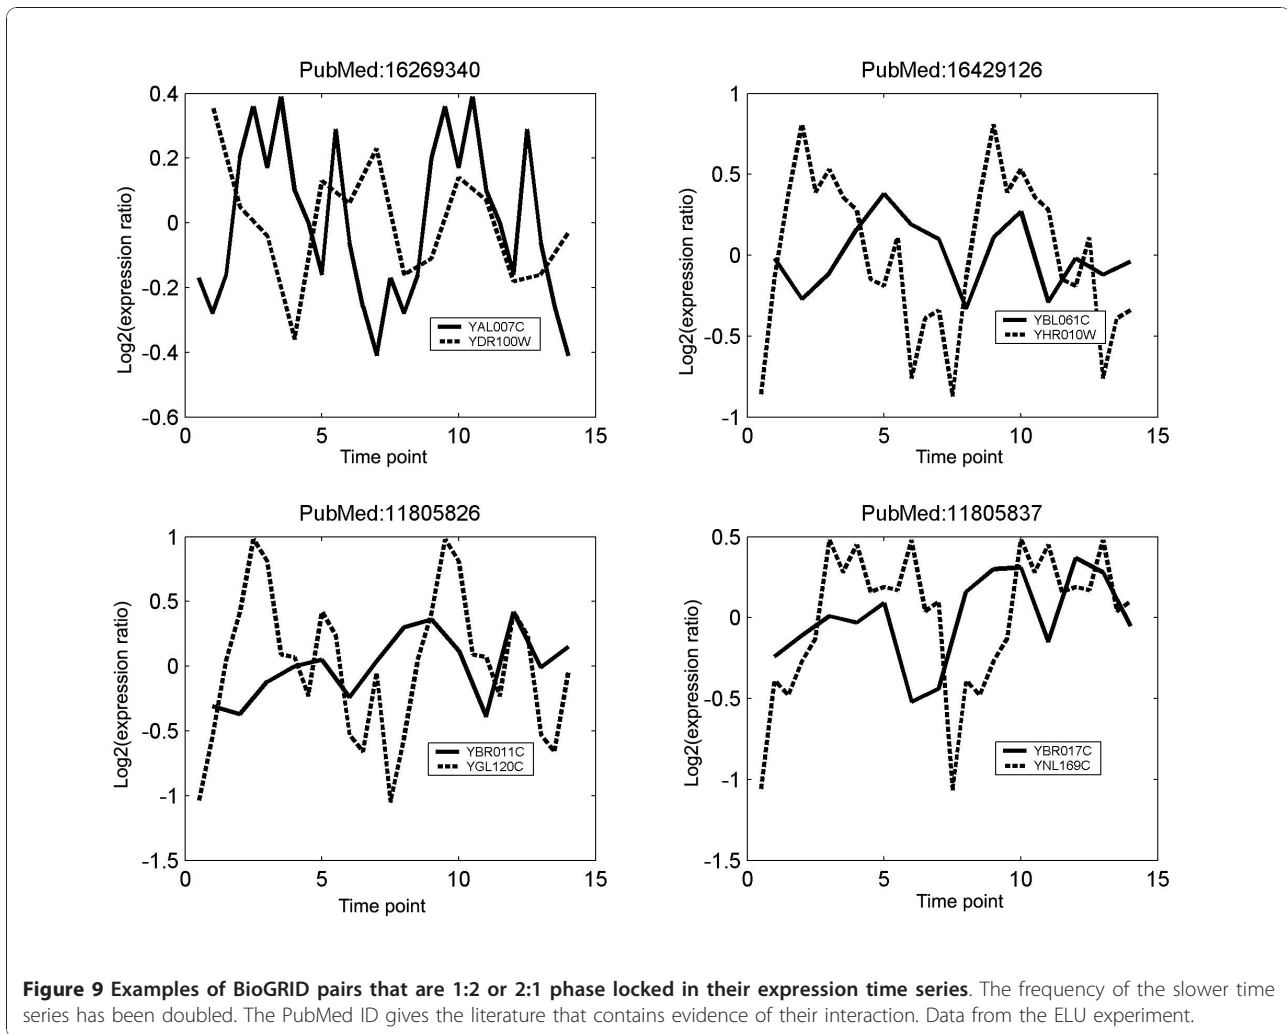 PubMed:16269340
0.4
0.2
0
-0.2
-0.4
-0.6
0
5
10
15
Log2(expression ratio)
Time point
YAL007C
YDR100W
PubMed:16429126
1
0.5
0
-0.5
-1
0
5
10
15
Log2(expression ratio)
Time point
YBL061C
YHR010W
PubMed:11805826
1
0.5
0
-0.5
-1
-1.5
0
5
10
15
Log2(expression ratio)
Time point
YBR011C
YGL120C
PubMed:11805837
0.5
0
-0.5
-1
-1.5
0
5
10
15
Log2(expression ratio)
Time point
YBR017C
YNL169C
Figure 9 Examples of BioGRID pairs that are 1:2 or 2:1 phase locked in their expression time series. The frequency of the slower time
series has been doubled. The PubMed ID gives the literature that contains evidence of their interaction. Data from the ELU experiment.